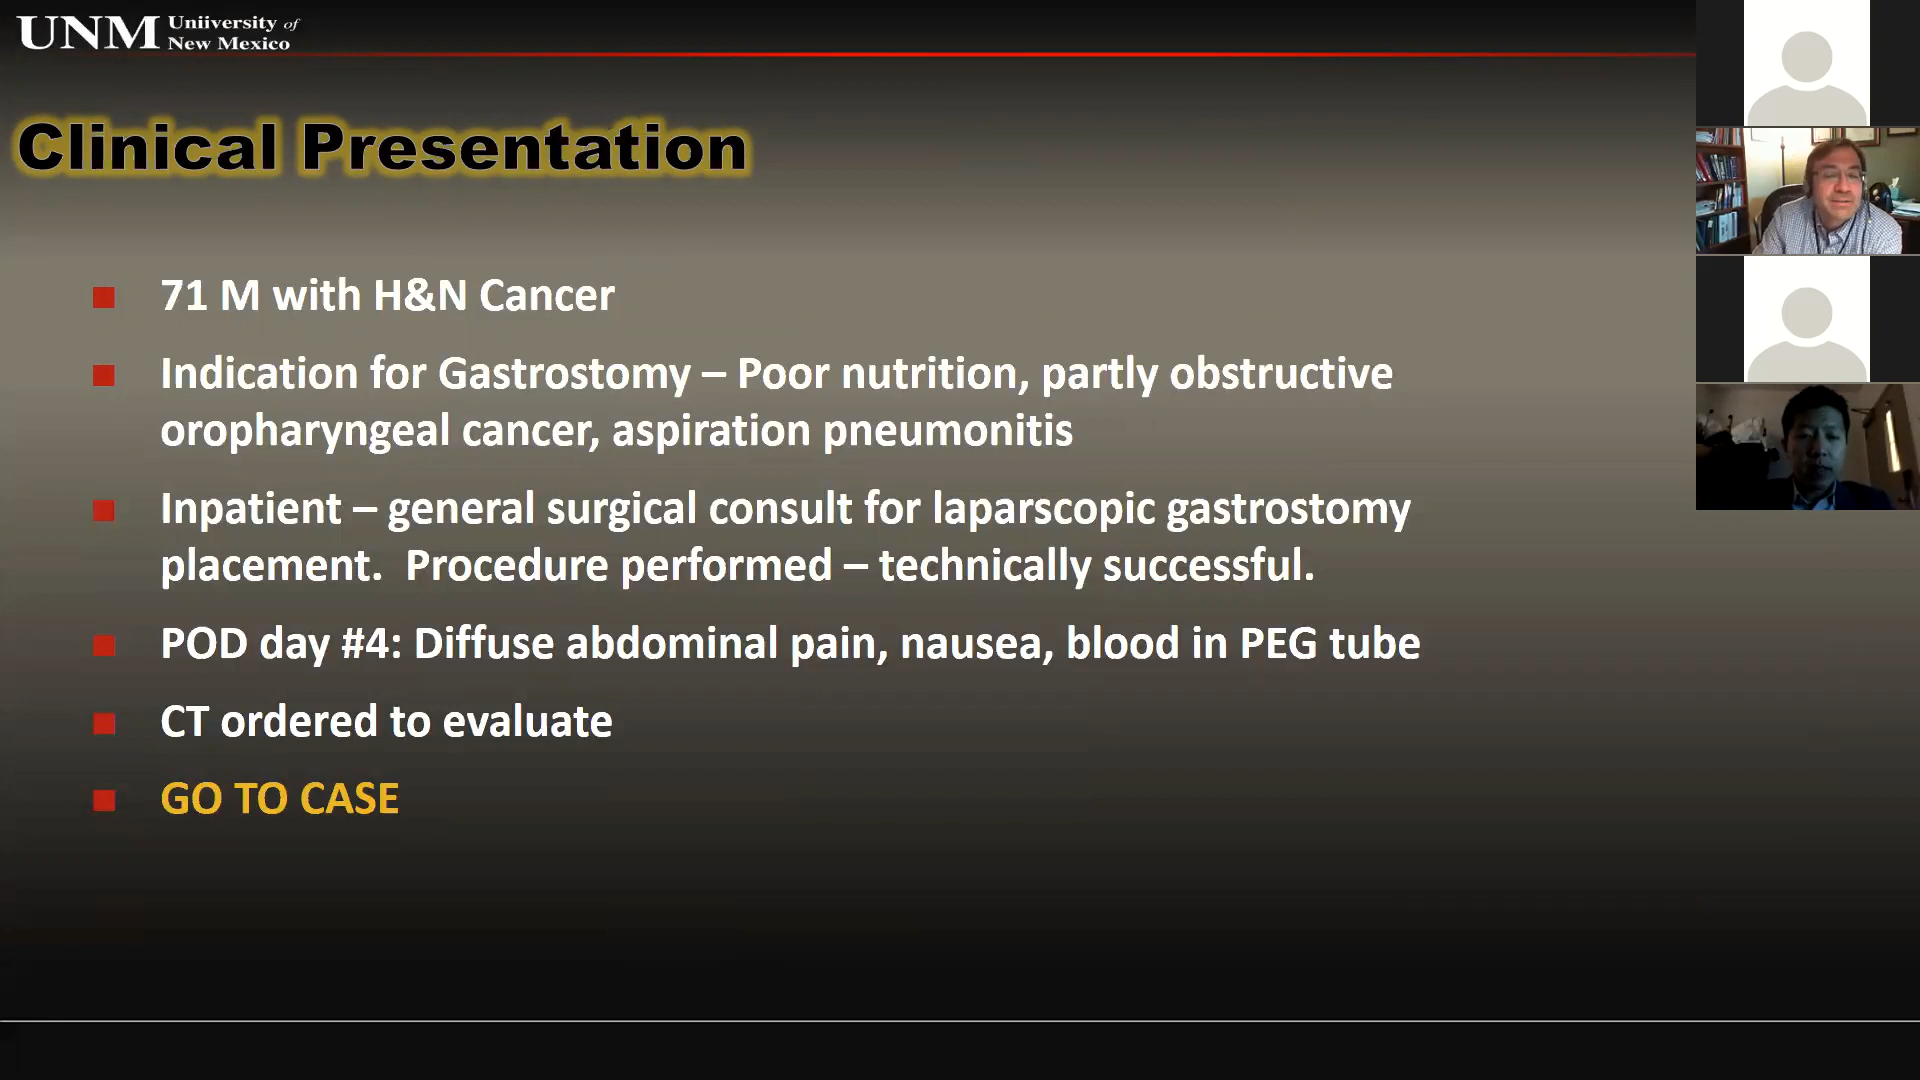 UNM Uniiversity of
New Mexico
Clinical Presentation
71 M with H&N Cancer
Indication for Gastrostomy – Poor nutrition, partly obstructive
oropharyngeal cancer, aspiration pneumonitis
Inpatient – general surgical consult for laparscopic gastrostomy
placement.  Procedure performed – technically successful.
POD day #4: Diffuse abdominal pain, nausea, blood in PEG tube
CT ordered to evaluate
GO TO CASE